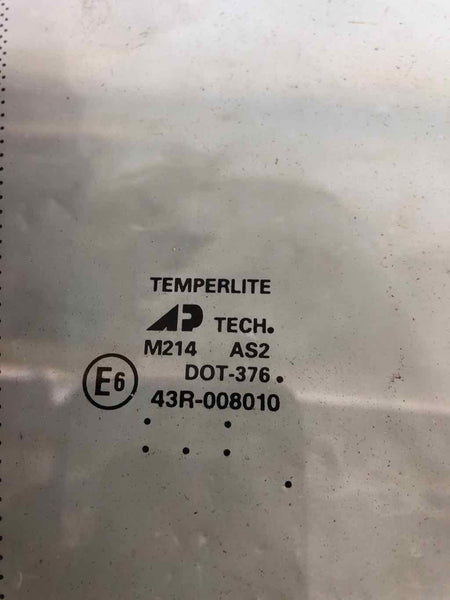 TEMPERLITE
AP TECH.
M214 AS2
DOT-376.
E6
43R-008010